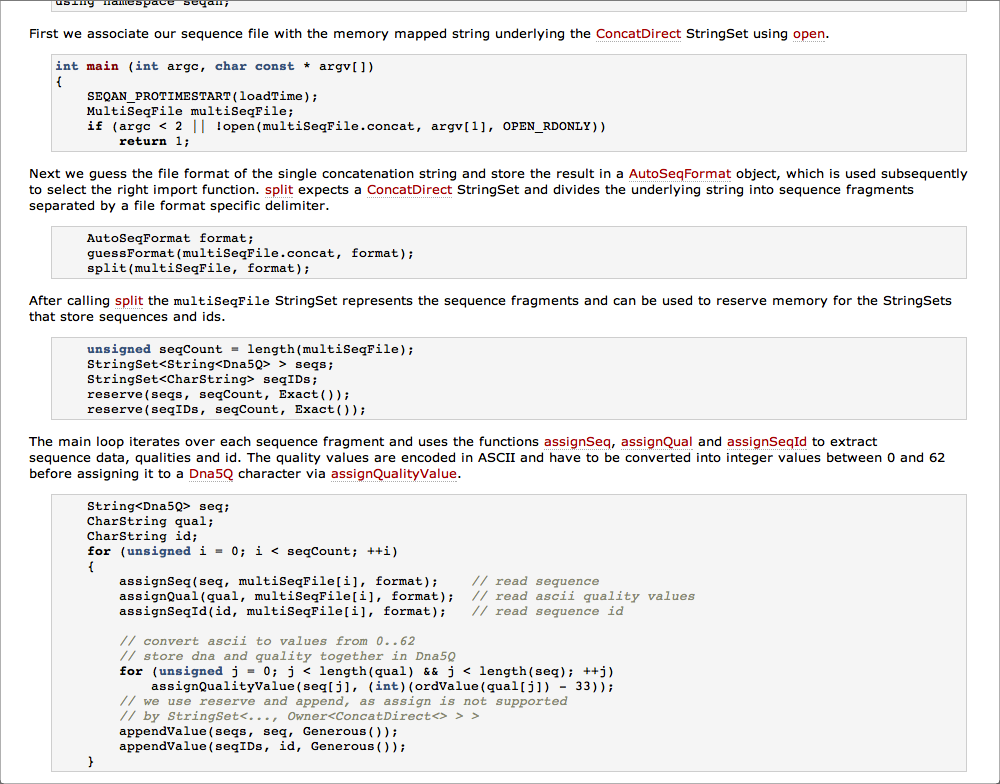 using namespace seqan;
First we associate our sequence file with the memory mapped string underlying the ConcatDirect StringSet using open.
int main (int argc, char const * argv[])
{
    SEQAN_PROTIMESTART(loadTime);
    MultiSeqFile multiSeqFile;
    if (argc < 2 || !open(multiSeqFile.concat, argv[1], OPEN_RDONLY))
        return 1;
Next we guess the file format of the single concatenation string and store the result in a AutoSeqFormat object, which is used subsequently
to select the right import function. split expects a ConcatDirect StringSet and divides the underlying string into sequence fragments
separated by a file format specific delimiter.
    AutoSeqFormat format;
    guessFormat(multiSeqFile.concat, format);
    split(multiSeqFile, format);
After calling split the multiSeqFile StringSet represents the sequence fragments and can be used to reserve memory for the StringSets
that store sequences and ids.
    unsigned seqCount = length(multiSeqFile);
    StringSet<String<Dna5Q> > seqs;
    StringSet<CharString> seqIDs;
    reserve(seqs, seqCount, Exact());
    reserve(seqIDs, seqCount, Exact());
The main loop iterates over each sequence fragment and uses the functions assignSeq, assignQual and assignSeqId to extract
sequence data, qualities and id. The quality values are encoded in ASCII and have to be converted into integer values between 0 and 62
before assigning it to a Dna5Q character via assignQualityValue.
    String<Dna5Q> seq;
    CharString qual;
    CharString id;
    for (unsigned i = 0; i < seqCount; ++i)
    {
        assignSeq(seq, multiSeqFile[i], format);    // read sequence
        assignQual(qual, multiSeqFile[i], format);  // read ascii quality values
        assignSeqId(id, multiSeqFile[i], format);   // read sequence id
        // convert ascii to values from 0..62
        // store dna and quality together in Dna5Q
        for (unsigned j = 0; j < length(qual) && j < length(seq); ++j)
            assignQualityValue(seq[j], (int)(ordValue(qual[j]) - 33));
        // we use reserve and append, as assign is not supported
        // by StringSet<..., Owner<ConcatDirect<> > >
        appendValue(seqs, seq, Generous());
        appendValue(seqIDs, id, Generous());
    }